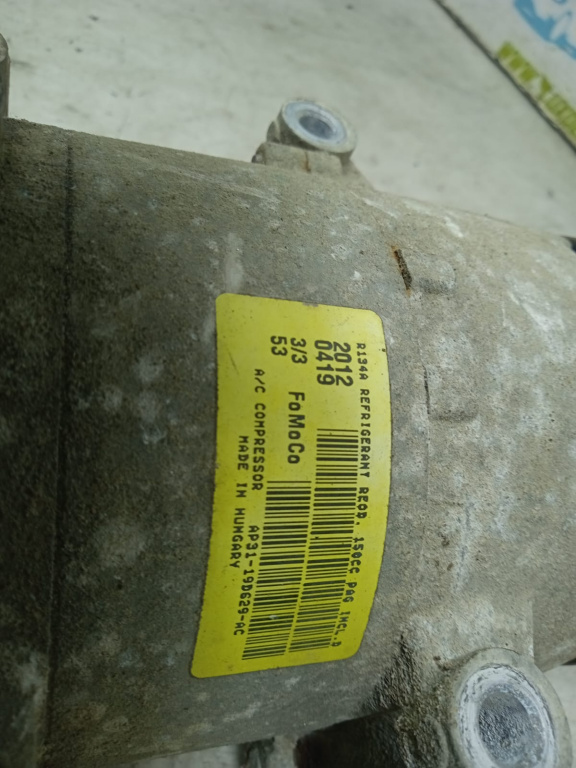 R134A REFRIGERANT REQD. 150CC PAG INCL.D
2012
0419
3/3 FoMoCo
53
A/C COMPRESSOR AP31-19D629-AC
MADE IN HUNGARY